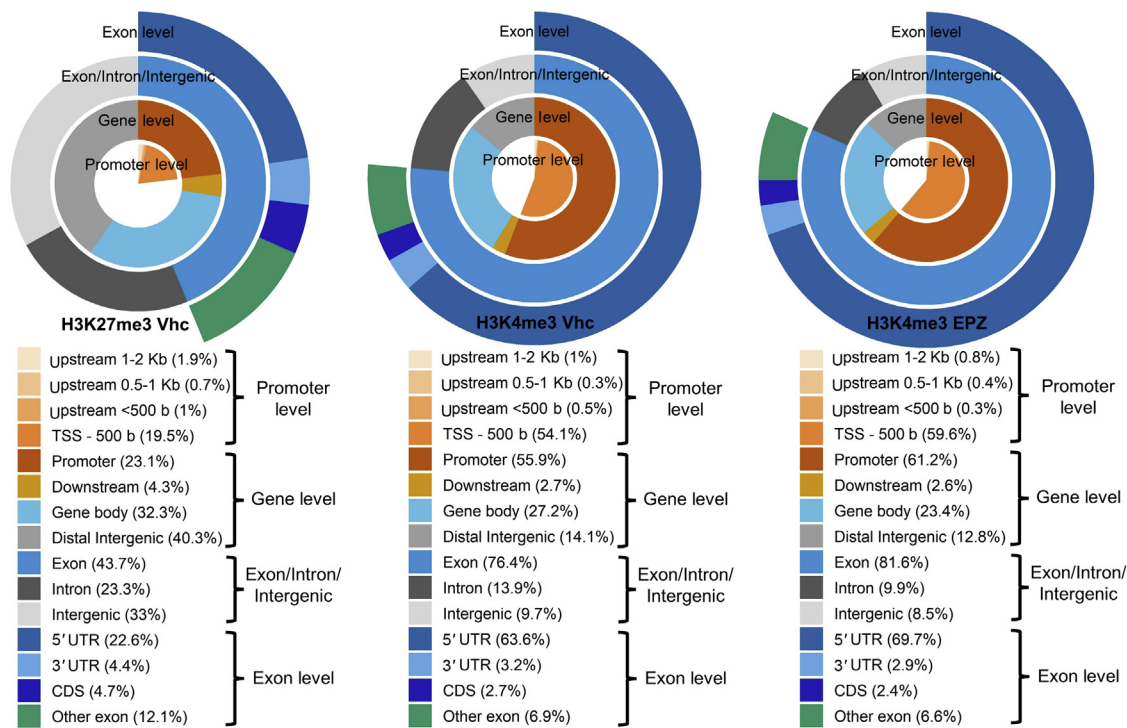 Exon level
Exon/Intron/Intergenic
Gene level
Promoter level
H3K27me3 Vhc
Upstream 1-2 Kb (1.9%)
Upstream 0.5-1 Kb (0.7%)
Upstream <500 b (1%)
TSS - 500 b (19.5%)
Promoter level
Promoter (23.1%)
Downstream (4.3%)
Gene body (32.3%)
Distal Intergenic (40.3%)
Gene level
Exon (43.7%)
Intron (23.3%)
Intergenic (33%)
Exon/Intron/
Intergenic
5′ UTR (22.6%)
3′ UTR (4.4%)
CDS (4.7%)
Other exon (12.1%)
Exon level
Exon level
Exon/Intron/Intergenic
Gene level
Promoter level
H3K4me3 Vhc
Upstream 1-2 Kb (1%)
Upstream 0.5-1 Kb (0.3%)
Upstream <500 b (0.5%)
TSS - 500 b (54.1%)
Promoter level
Promoter (55.9%)
Downstream (2.7%)
Gene body (27.2%)
Distal Intergenic (14.1%)
Gene level
Exon (76.4%)
Intron (13.9%)
Intergenic (9.7%)
Exon/Intron/
Intergenic
5′ UTR (63.6%)
3′ UTR (3.2%)
CDS (2.7%)
Other exon (6.9%)
Exon level
Exon level
Exon/Intron/Intergenic
Gene level
Promoter level
H3K4me3 EPZ
Upstream 1-2 Kb (0.8%)
Upstream 0.5-1 Kb (0.4%)
Upstream <500 b (0.3%)
TSS - 500 b (59.6%)
Promoter level
Promoter (61.2%)
Downstream (2.6%)
Gene body (23.4%)
Distal Intergenic (12.8%)
Gene level
Exon (81.6%)
Intron (9.9%)
Intergenic (8.5%)
Exon/Intron/
Intergenic
5′ UTR (69.7%)
3′ UTR (2.9%)
CDS (2.4%)
Other exon (6.6%)
Exon level